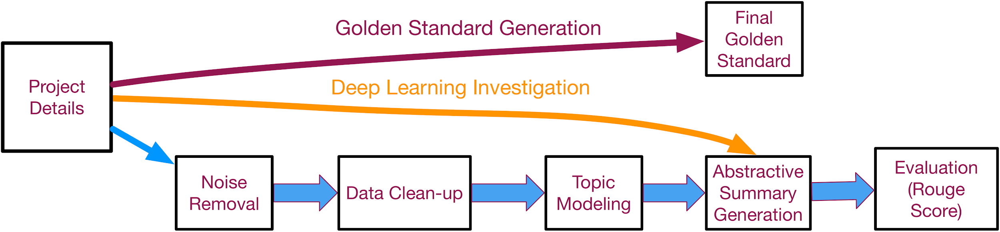 Golden Standard Generation
Final
Golden
Standard
Project
Details
Deep Learning Investigation
Noise
Removal
Data Clean-up
Topic
Modeling
Abstractive
Summary
Generation
Evaluation
(Rouge
Score)